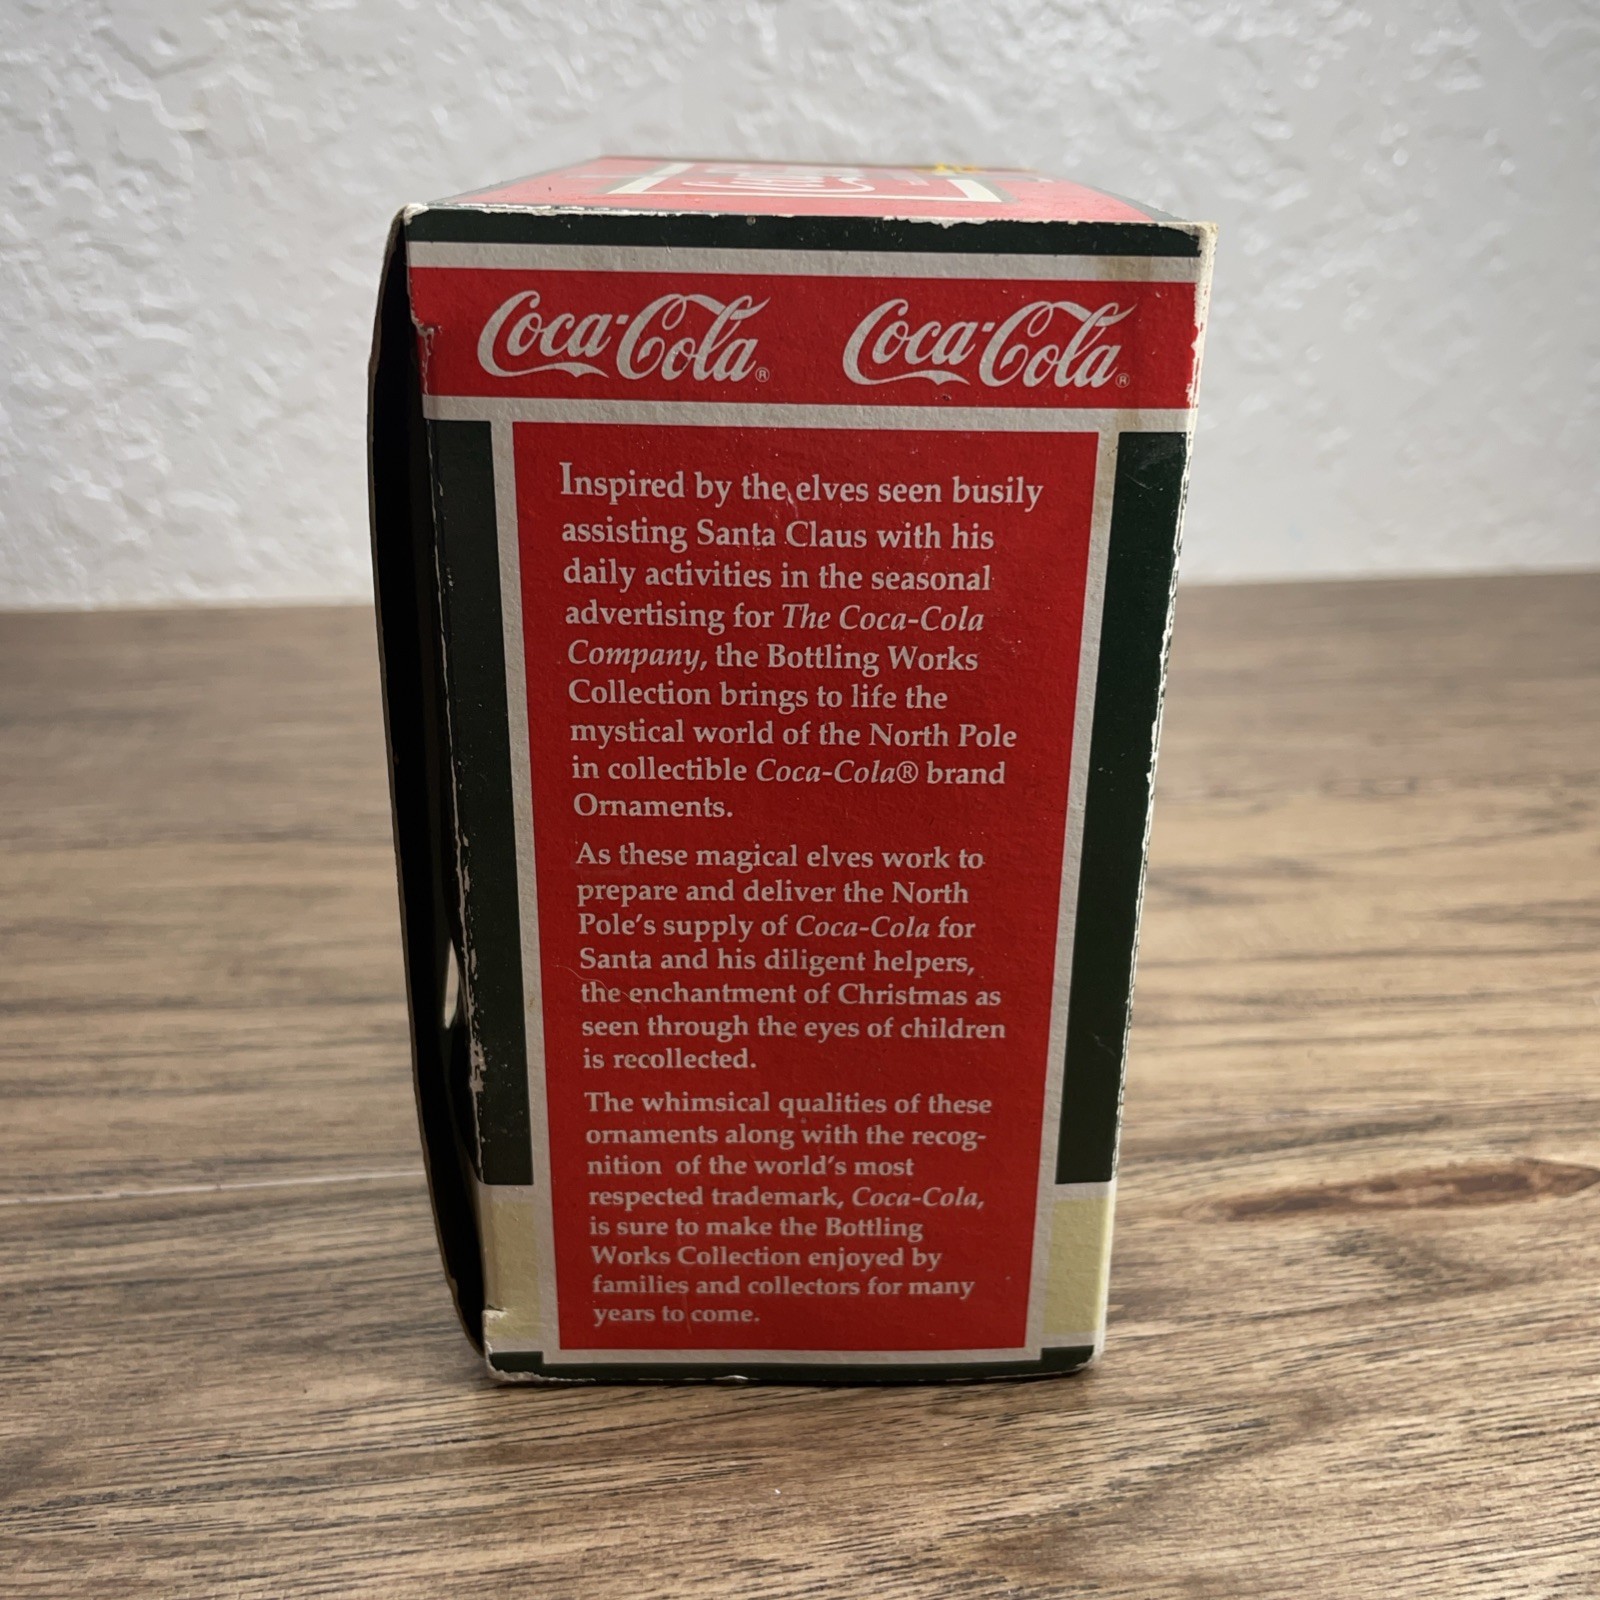 Coca-Cola® Coca-Cola®
Inspired by the elves seen busily
assisting Santa Claus with his
daily activities in the seasonal
advertising for The Coca-Cola
Company, the Bottling Works
Collection brings to life the
mystical world of the North Pole
in collectible Coca-Cola® brand
Ornaments.
As these magical elves work to
prepare and deliver the North
Pole's supply of Coca-Cola for
Santa and his diligent helpers,
the enchantment of Christmas as
seen through the eyes of children
is recollected.
The whimsical qualities of these
ornaments along with the recog-
nition of the world's most
respected trademark, Coca-Cola,
is sure to make the Bottling
Works Collection enjoyed by
families and collectors for many
years to come.